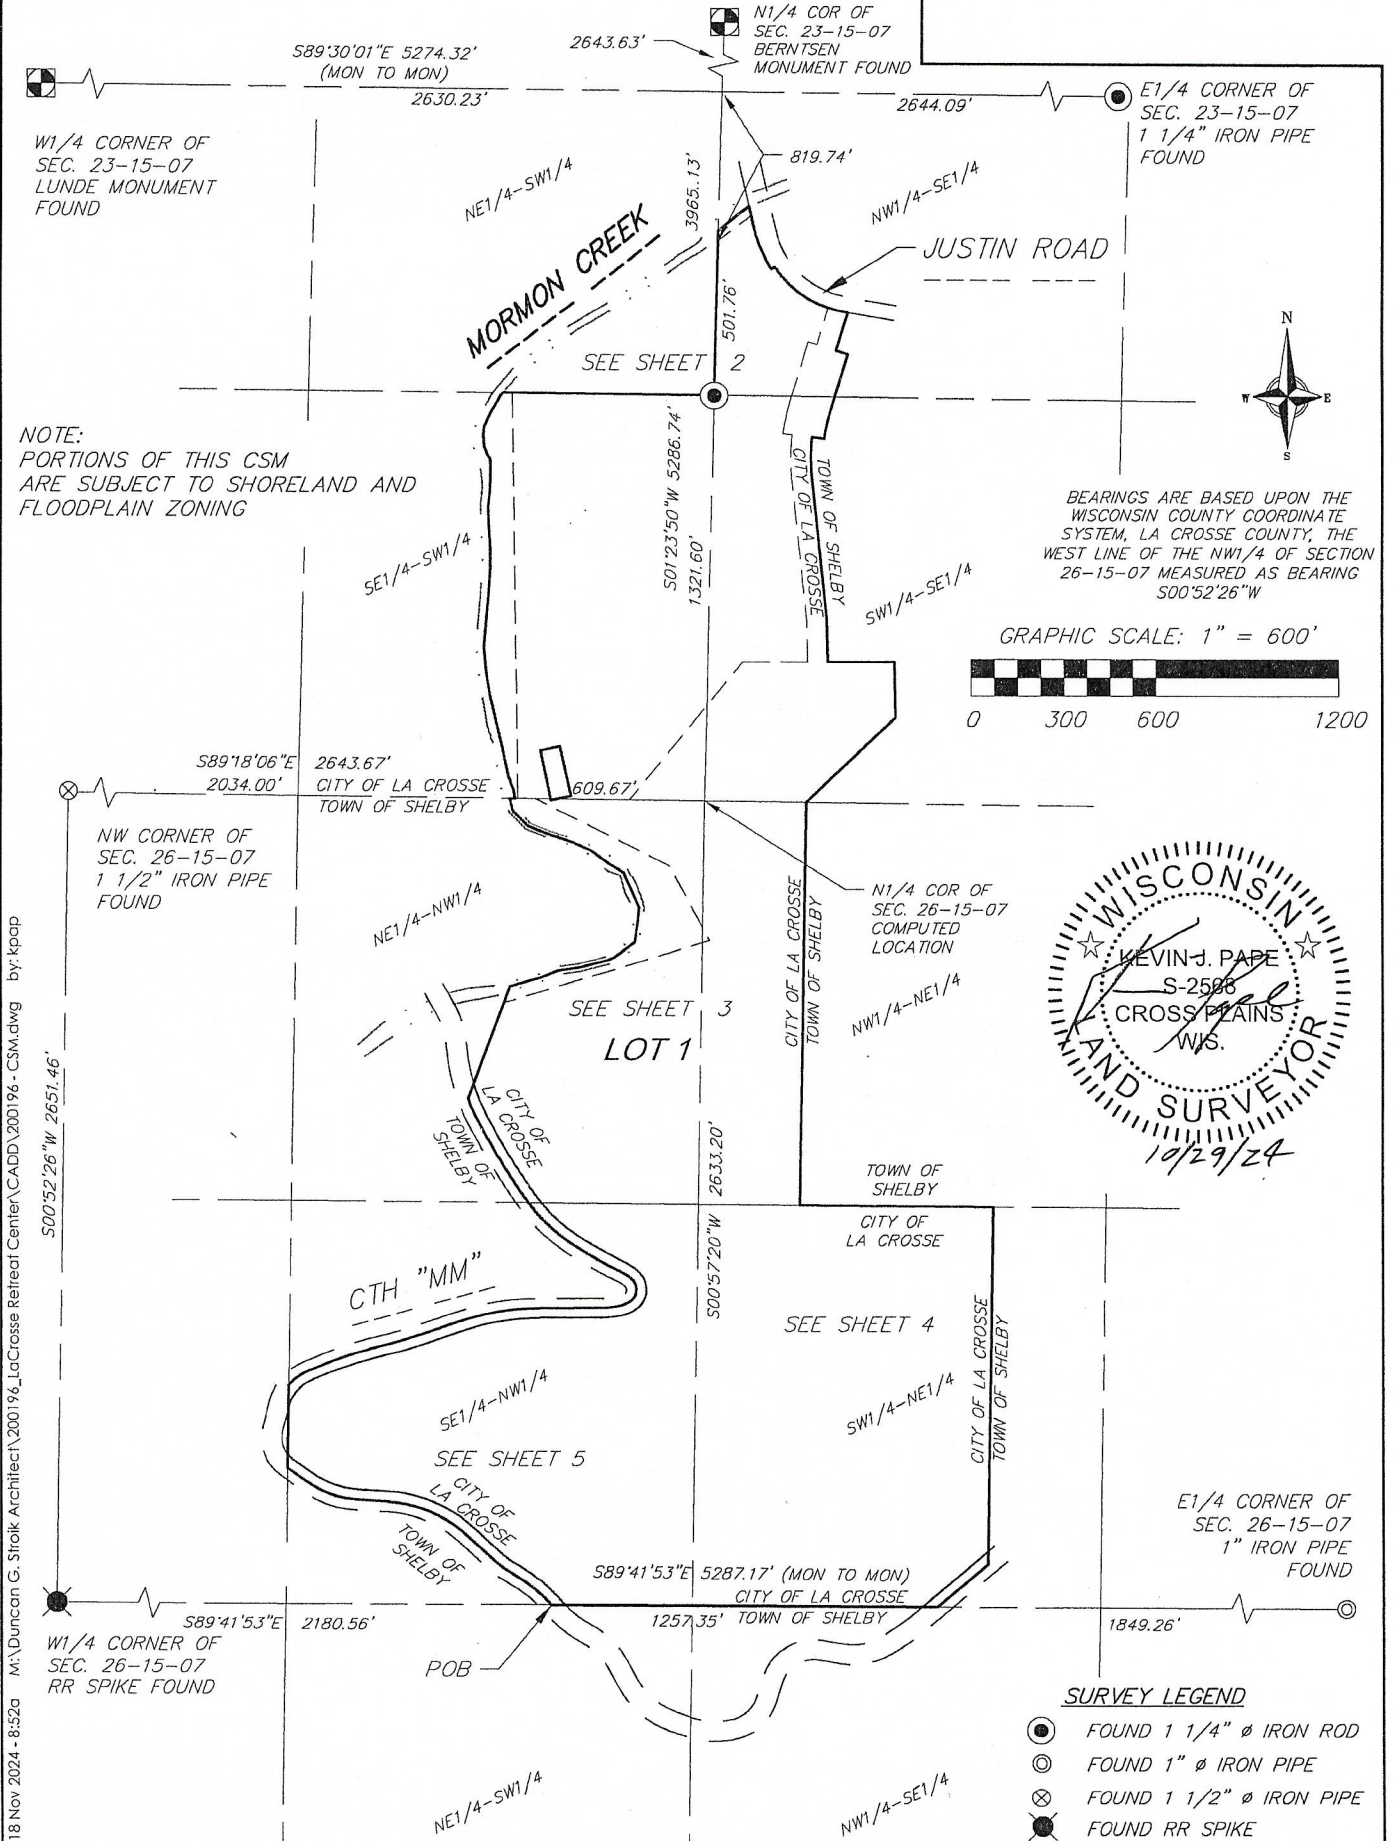 N1/4 COR OF
SEC. 23-15-07
BERNTSEN
MONUMENT FOUND
S89°30'01"E 5274.32'
(MON TO MON)
2643.63'
2630.23'
2644.09'
E1/4 CORNER OF
SEC. 23-15-07
1 1/4" IRON PIPE
FOUND
W1/4 CORNER OF
SEC. 23-15-07
LUNDE MONUMENT
FOUND
819.74'
3965.13'
NE1/4-SW1/4
NW1/4-SE1/4
MORMON CREEK
JUSTIN ROAD
501.76'
SEE SHEET 2
N
W
E
S
NOTE:
PORTIONS OF THIS CSM
ARE SUBJECT TO SHORELAND AND
FLOODPLAIN ZONING
S01°23'50"W 5286.74'
1321.60'
TOWN OF SHELBY
CITY OF LA CROSSE
BEARINGS ARE BASED UPON THE
WISCONSIN COUNTY COORDINATE
SYSTEM, LA CROSSE COUNTY, THE
WEST LINE OF THE NW1/4 OF SECTION
26-15-07 MEASURED AS BEARING
S00°52'26"W
SE1/4-SW1/4
SW1/4-SE1/4
GRAPHIC SCALE: 1" = 600'
0 300 600 1200
S89°18'06"E 2643.67'
2034.00'
CITY OF LA CROSSE
TOWN OF SHELBY
609.67'
NW CORNER OF
SEC. 26-15-07
1 1/2" IRON PIPE
FOUND
N1/4 COR OF
SEC. 26-15-07
COMPUTED
LOCATION
NE1/4-NW1/4
CITY OF LA CROSSE
TOWN OF SHELBY
NW1/4-NE1/4
WISCONSIN
KEVIN J. PAPE
S-2568
CROSS PLAINS
WIS.
LAND SURVEYOR
10/29/24
SEE SHEET 3
LOT 1
CITY OF
LA CROSSE
TOWN OF
SHELBY
S00°52'26"W 2651.46'
2633.20'
S00°57'20"W
TOWN OF
SHELBY
CITY OF
LA CROSSE
CTH "MM"
SEE SHEET 4
CITY OF LA CROSSE
TOWN OF SHELBY
SE1/4-NW1/4
SW1/4-NE1/4
SEE SHEET 5
CITY OF
LA CROSSE
TOWN OF
SHELBY
E1/4 CORNER OF
SEC. 26-15-07
1" IRON PIPE
FOUND
S89°41'53"E 5287.17' (MON TO MON)
CITY OF LA CROSSE
TOWN OF SHELBY
S89°41'53"E 2180.56'
1257.35'
1849.26'
W1/4 CORNER OF
SEC. 26-15-07
RR SPIKE FOUND
POB
NE1/4-SW1/4
NW1/4-SE1/4
SURVEY LEGEND
FOUND 1 1/4" ø IRON ROD
FOUND 1" ø IRON PIPE
FOUND 1 1/2" ø IRON PIPE
FOUND RR SPIKE
18 Nov 2024 - 8:52a M:\Duncan G. Stroik Architect\200196_LaCrosse Retreat Center\CADD\200196 - CSM.dwg by: kpap